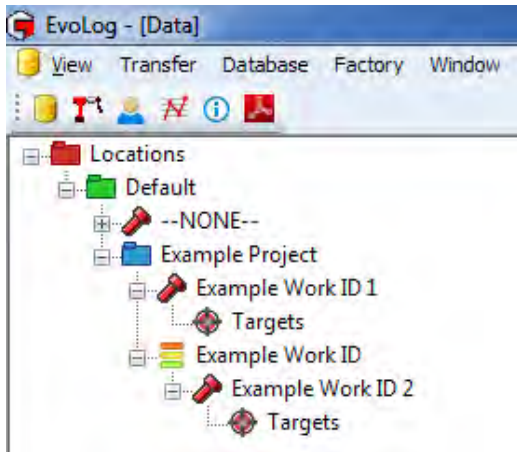 EvoLog - [Data]
View Transfer Database Factory Window
Locations
Default
--NONE--
Example Project
Example Work ID 1
Targets
Example Work ID
Example Work ID 2
Targets